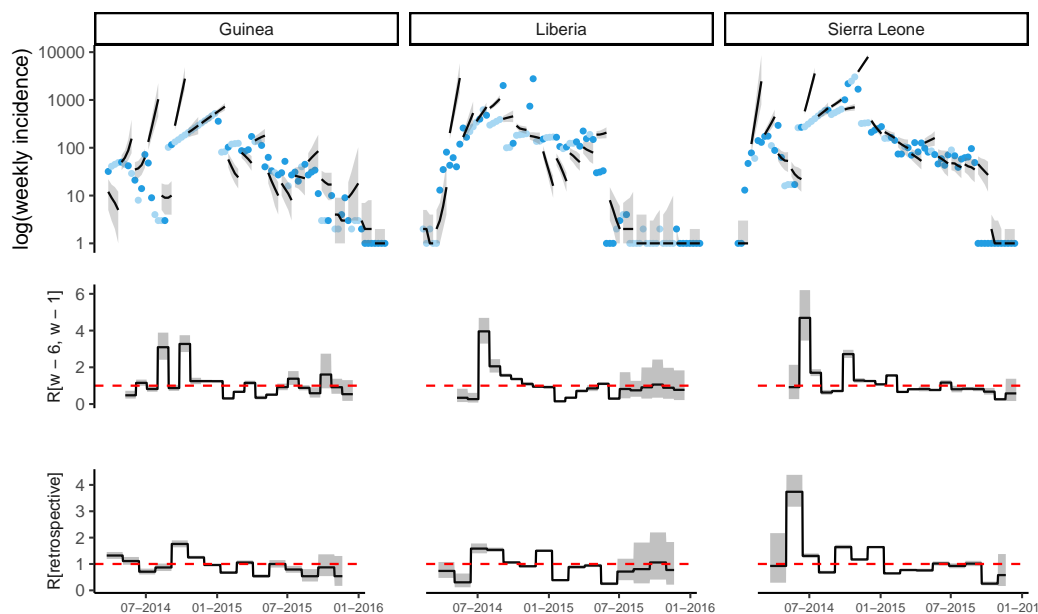 Guinea Liberia Sierra Leone
log(weekly incidence)
10000
1000
100
10
1
R[w − 6, w − 1]
6
4
2
0
R[retrospective]
4
3
2
1
0
07−2014 01−2015 07−2015 01−2016 07−2014 01−2015 07−2015 01−2016 07−2014 01−2015 07−2015 01−201